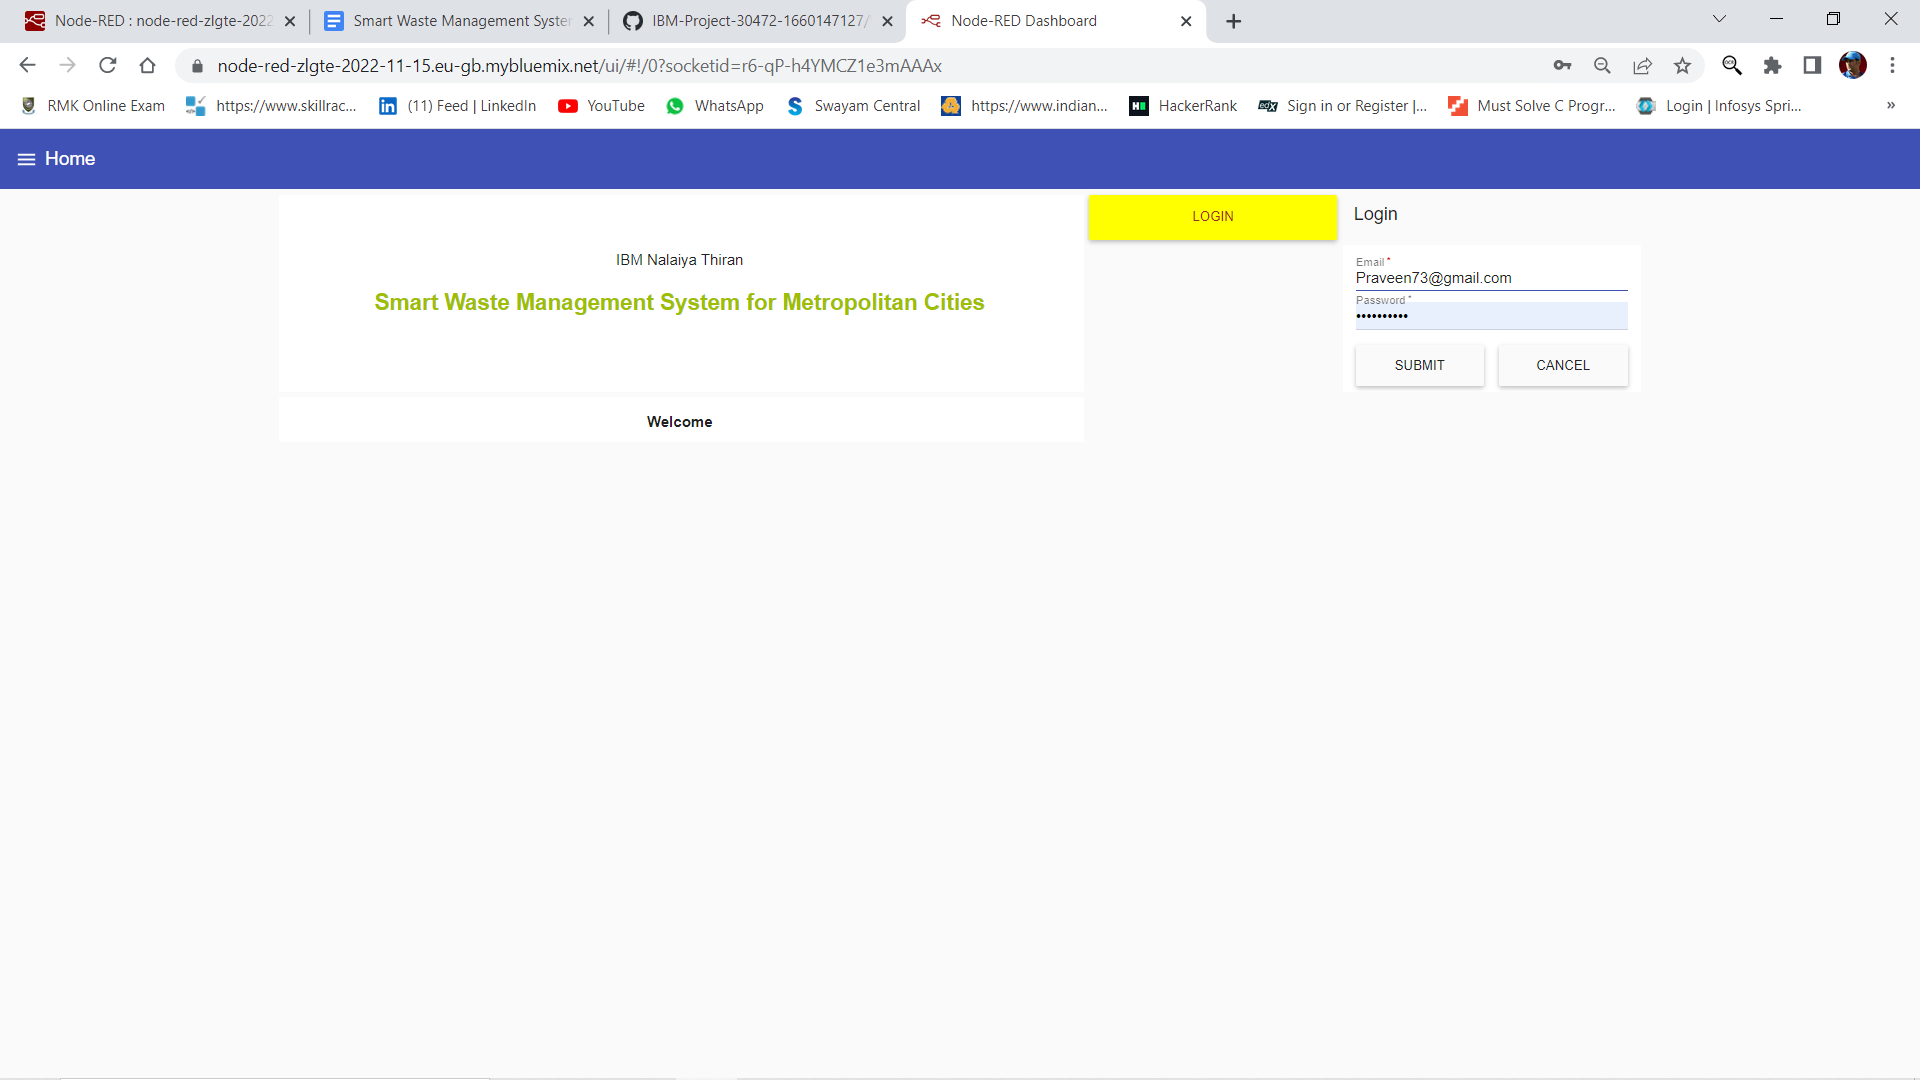 Node-RED : node-red-zlgte-2022
Smart Waste Management Syster
IBM-Project-30472-1660147127/
Node-RED Dashboard
node-red-zlgte-2022-11-15.eu-gb.mybluemix.net/ui/#!/0?socketid=r6-qP-h4YMCZ1e3mAAAx
RMK Online Exam
https://www.skillrac...
(11) Feed | LinkedIn
YouTube
WhatsApp
Swayam Central
https://www.indian...
HackerRank
Sign in or Register |...
Must Solve C Progr...
Login | Infosys Spri...
»
Home
IBM Nalaiya Thiran
Smart Waste Management System for Metropolitan Cities
Welcome
LOGIN
Login
Email *
Praveen73@gmail.com
Password *
••••••••••
SUBMIT
CANCEL